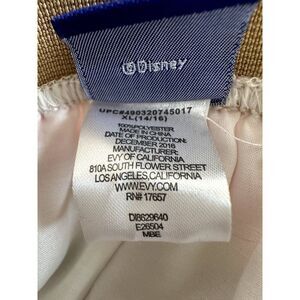 ©Disney
UPC#490320745017
XL(14/16)
100%POLYESTER
MADE IN CHINA
DATE OF PRODUCTION:
DECEMBER 2016
MANUFACTURER:
EVY OF CALIFORNIA
810A SOUTH FLOWER STREET
LOS ANGELES,CALIFORNIA
WWW.EVY.COM
RN#17657
DI8629640
E26504
MBE